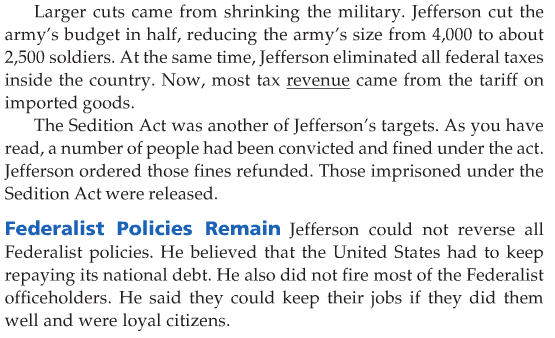 Larger cuts came from shrinking the military. Jefferson cut the
army's budget in half, reducing the army's size from 4,000 to about
2,500 soldiers. At the same time, Jefferson eliminated all federal taxes
inside the country. Now, most tax revenue came from the tariff on
imported goods.
The Sedition Act was another of Jefferson's targets. As you have
read, a number of people had been convicted and fined under the act.
Jefferson ordered those fines refunded. Those imprisoned under the
Sedition Act were released.
Federalist Policies Remain Jefferson could not reverse all
Federalist policies. He believed that the United States had to keep
repaying its national debt. He also did not fire most of the Federalist
officeholders. He said they could keep their jobs if they did them
well and were loyal citizens.